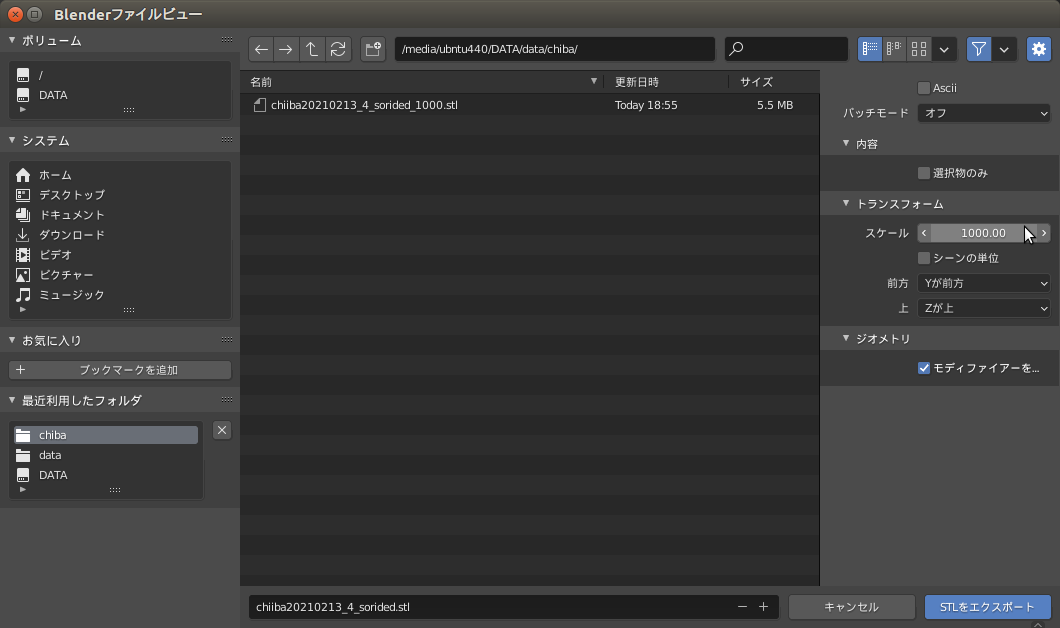 Blenderファイルビュー
ボリューム
/
DATA
システム
ホーム
デスクトップ
ドキュメント
ダウンロード
ビデオ
ピクチャー
ミュージック
お気に入り
ブックマークを追加
最近利用したフォルダ
chiba
data
DATA
/media/ubntu440/DATA/data/chiba/
名前 更新日時 サイズ
chiiba20210213_4_sorided_1000.stl Today 18:55 5.5 MB
Ascii
バッチモード オフ
内容
選択物のみ
トランスフォーム
スケール 1000.00
シーンの単位
前方 Yが前方
上 Zが上
ジオメトリ
モディファイアーを...
chiiba20210213_4_sorided.stl
キャンセル
STLをエクスポート